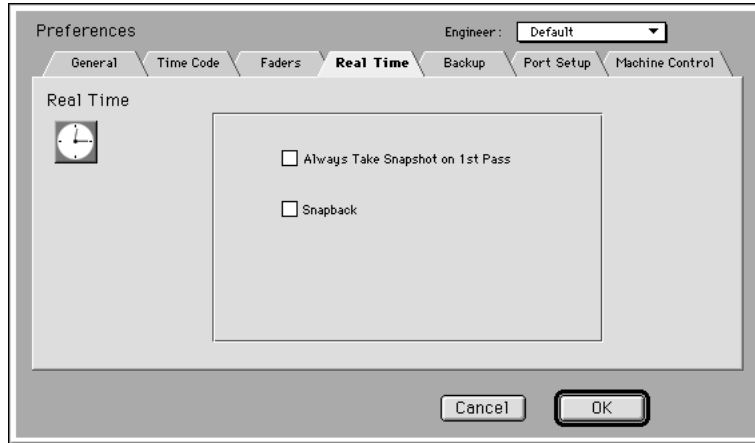 Preferences
Engineer: Default
General Time Code Faders Real Time Backup Port Setup Machine Control
Real Time
Always Take Snapshot on 1st Pass
Snapback
Cancel OK